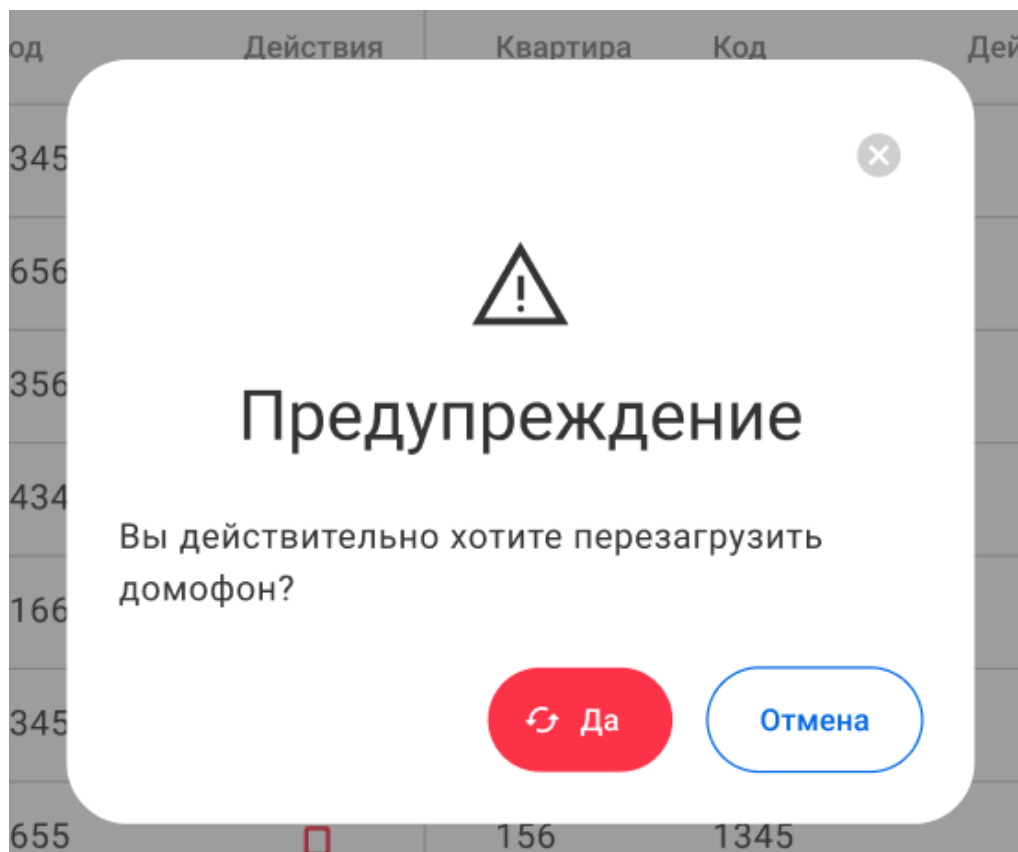 од Действия Квартира Код Дей
345
656
356
434
166
345
Предупреждение
Вы действительно хотите перезагрузить
домофон?
Да Отмена
655 156 1345